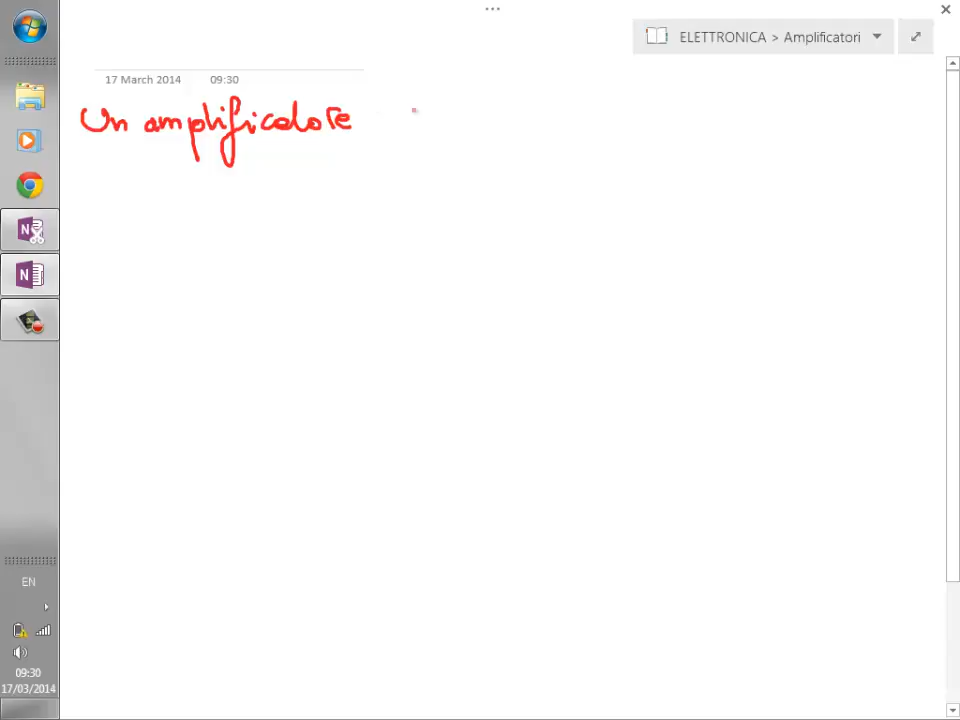 ELETTRONICA > Amplificatori
17 March 2014 09:30
Un amplificatore
EN
09:30
17/03/2014